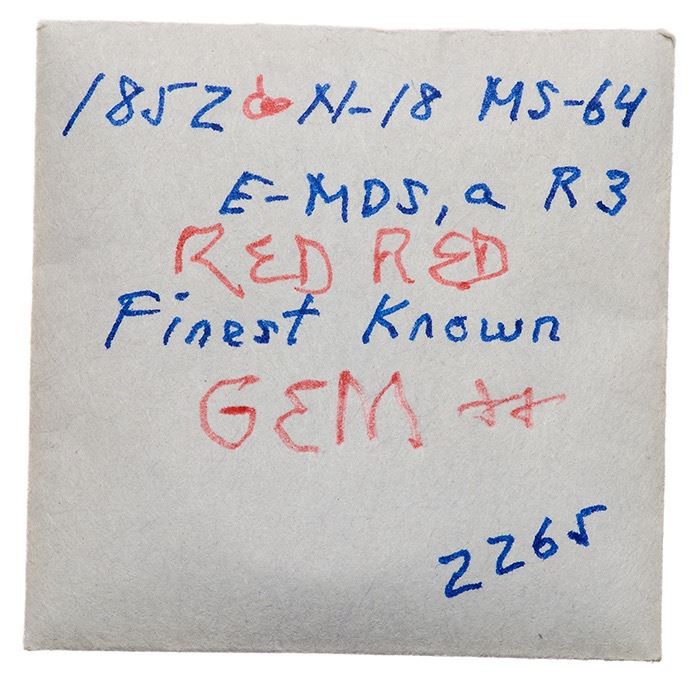 1852 N-18 MS-64
E-MDS, a R3
RED RED
Finest Known
GEM ++
2265